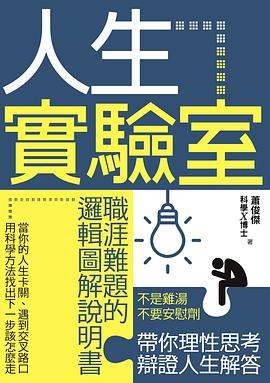 人生
實驗室
蕭俊傑
科學X博士
著
職涯難題的
邏輯圖解說明書
當你的人生卡關、遇到交叉路口
用科學方法找出下一步該怎麼走
不是雞湯
不要安慰劑
帶你理性思考
辯證人生解答